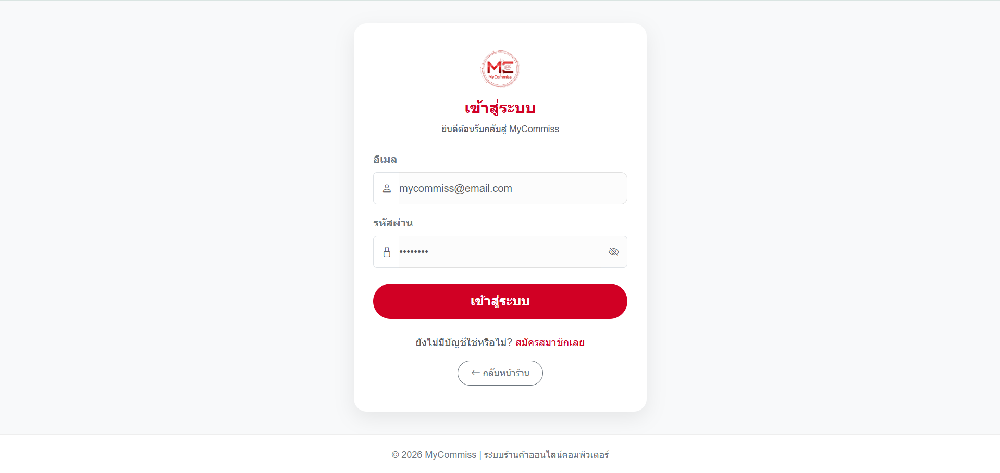 MC
MyCommiss
เข้าสู่ระบบ
ยินดีต้อนรับกลับสู่ MyCommiss
อีเมล
mycommiss@email.com
รหัสผ่าน
••••••••
เข้าสู่ระบบ
ยังไม่มีบัญชีใช่หรือไม่? สมัครสมาชิกเลย
← กลับหน้าร้าน
© 2026 MyCommiss | ระบบร้านค้าออนไลน์คอมพิวเตอร์